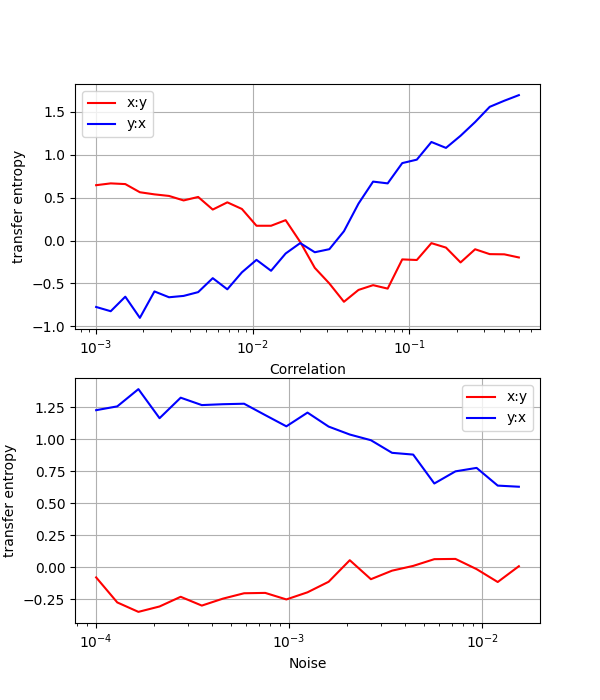 x:y
y:x
1.5
1.0
0.5
0.0
−0.5
−1.0
transfer entropy
10⁻³
10⁻²
10⁻¹
Correlation
x:y
y:x
1.25
1.00
0.75
0.50
0.25
0.00
−0.25
transfer entropy
10⁻⁴
10⁻³
10⁻²
Noise